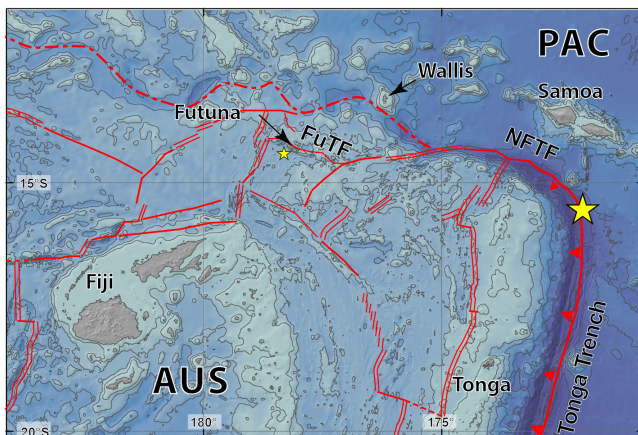 PAC
Wallis
Samoa
Futuna
FuTF
NFTF
15°S
Fiji
AUS
Tonga
Tonga Trench
20°S
180°
175°